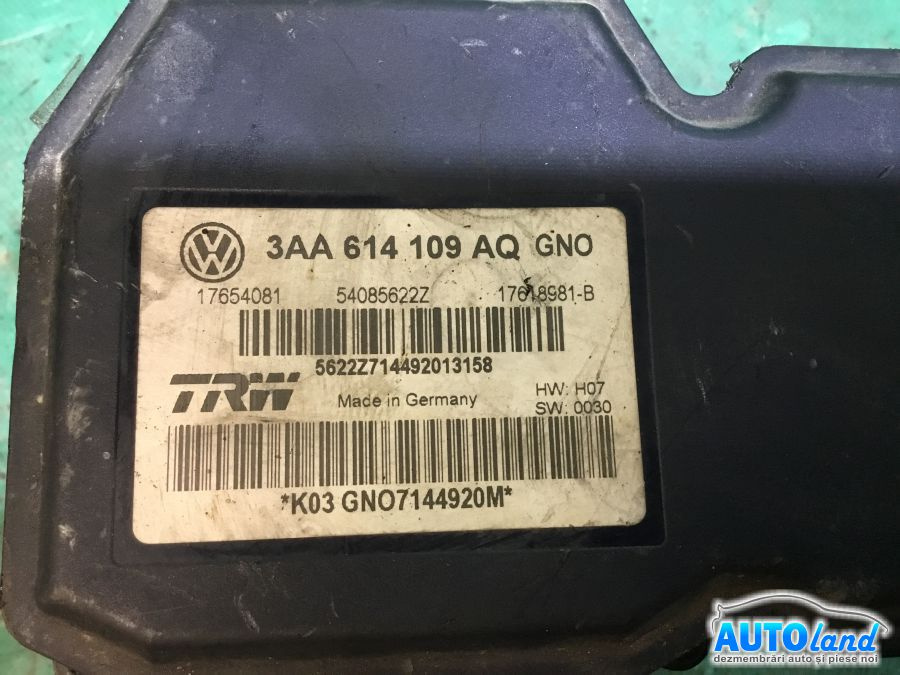 VW
3AA 614 109 AQ GNO
17654081 54085622Z 17618981-B
5622Z714492013158
TRW
Made in Germany
HW: H07
SW: 0030
*K03 GNO7144920M*
AUTOland
dezmembrări auto și piese noi